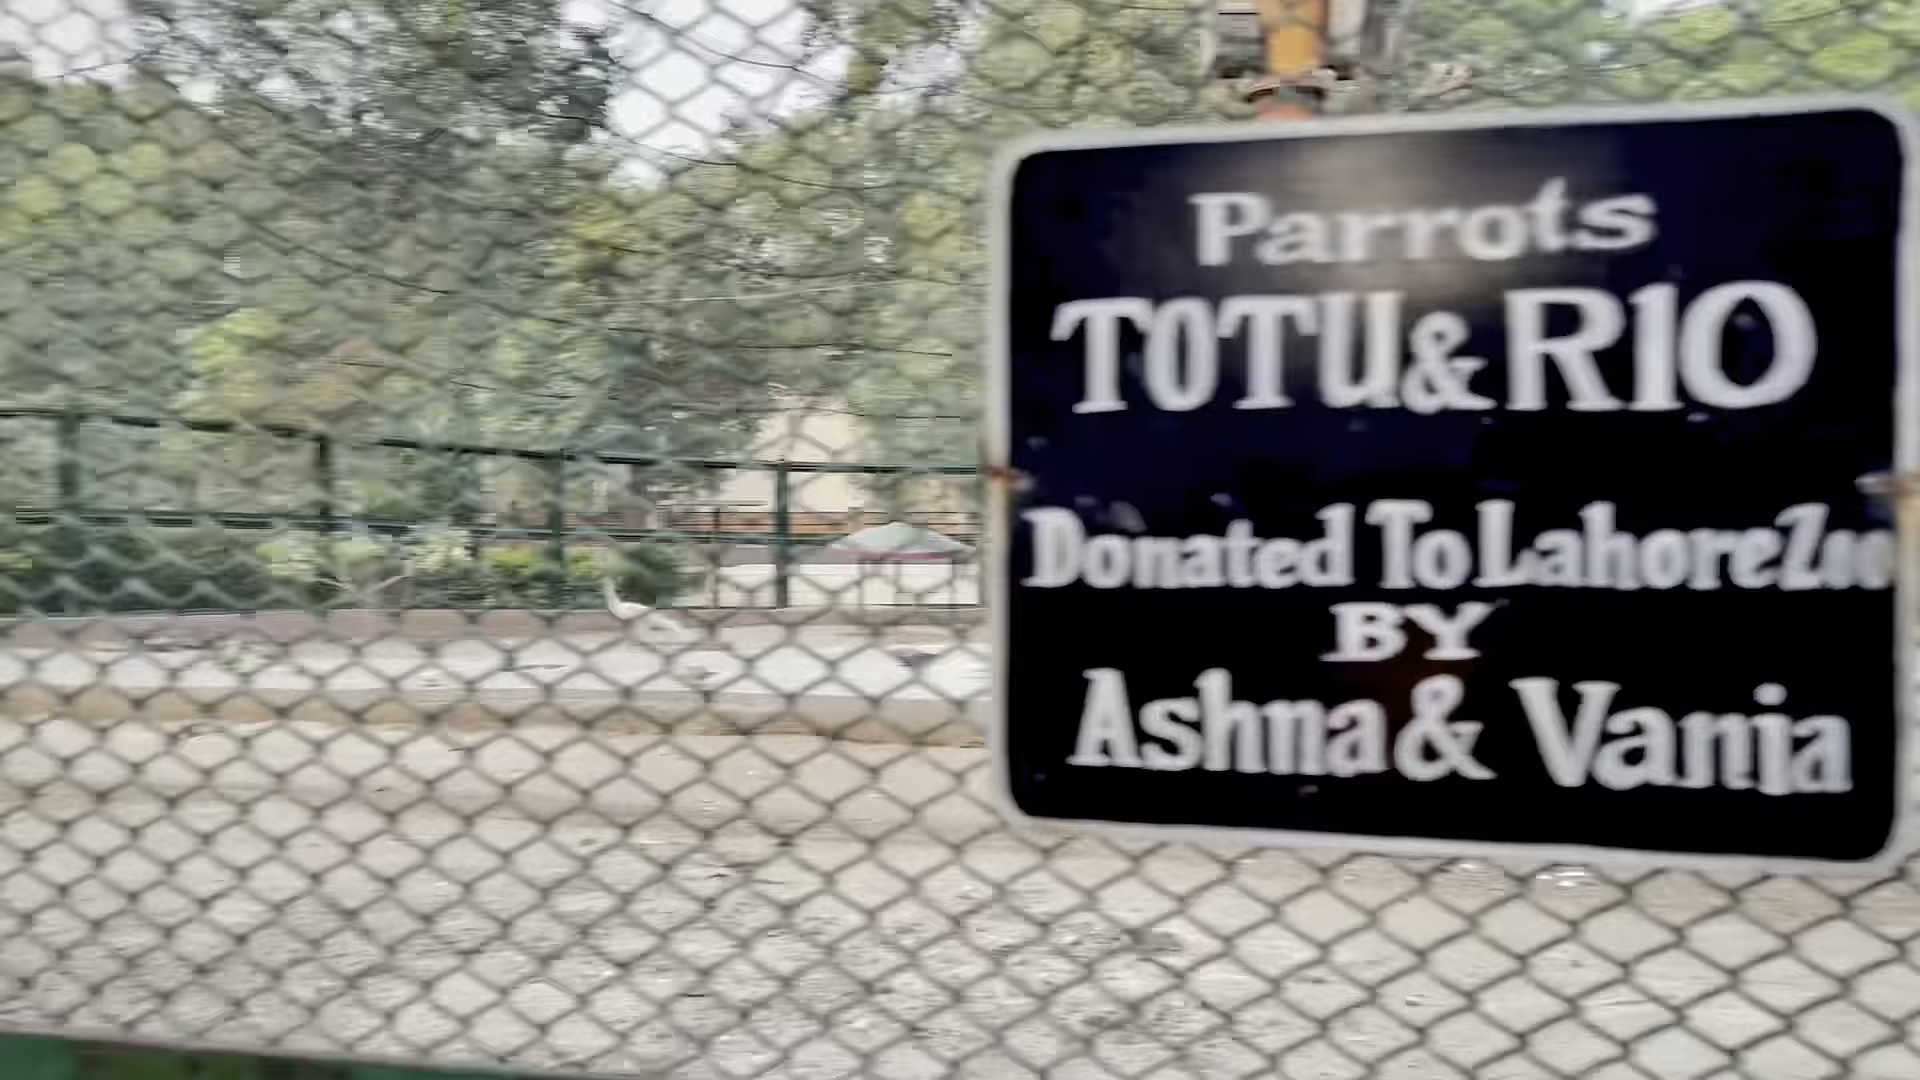 Parrots
TOTU & RIO
Donated To Lahore Zoo
BY
Ashna & Vania